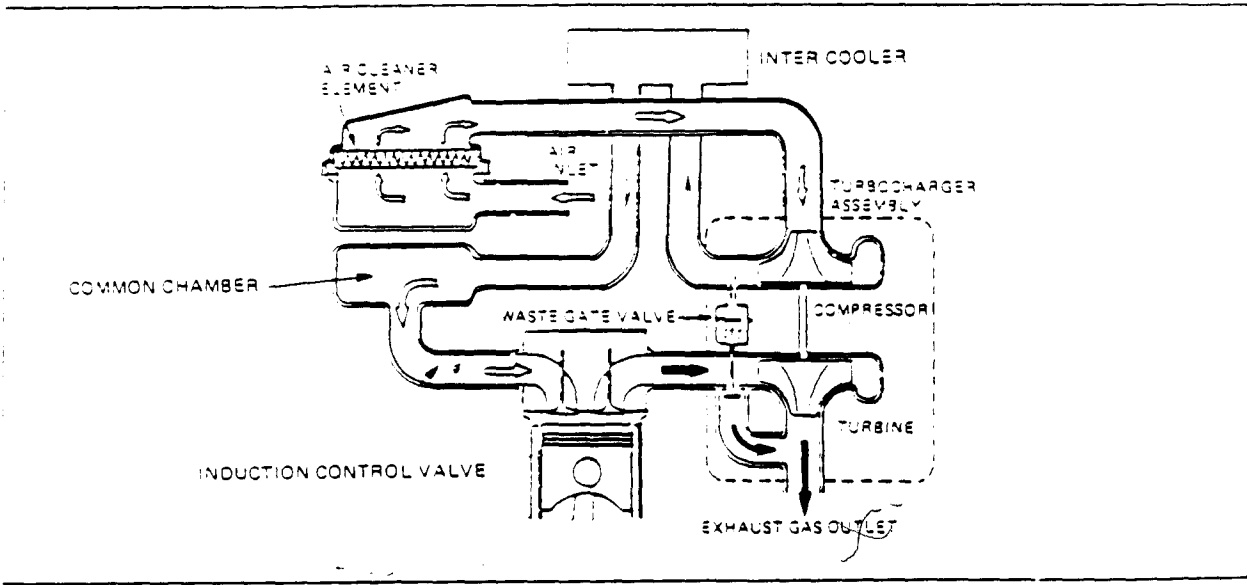 INTER COOLER
AIR CLEANER
ELEMENT
AIR
INLET
TURBOCHARGER
ASSEMBLY
COMMON CHAMBER
WASTE GATE VALVE
COMPRESSOR
TURBINE
INDUCTION CONTROL VALVE
EXHAUST GAS OUTLET